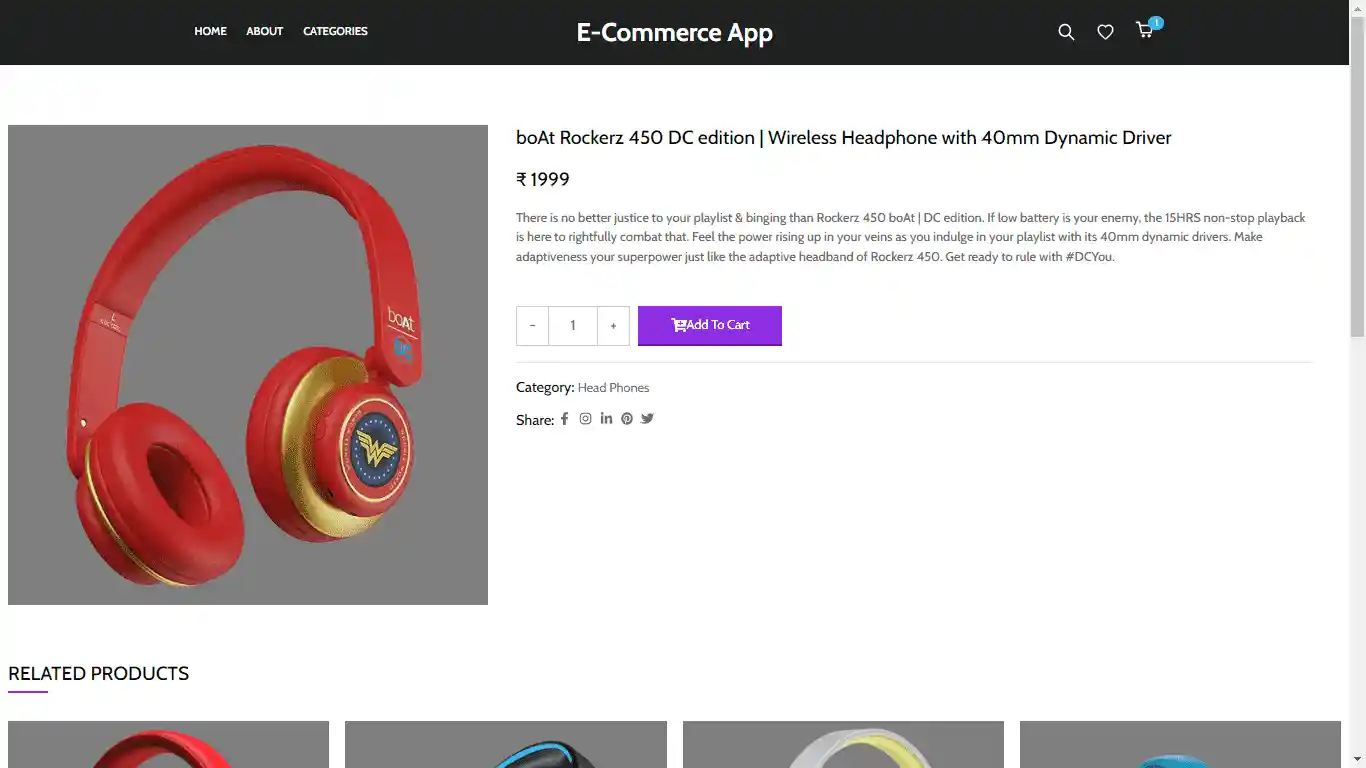 HOME ABOUT CATEGORIES
E-Commerce App
1
boAt Rockerz 450 DC edition | Wireless Headphone with 40mm Dynamic Driver
₹ 1999
There is no better justice to your playlist & binging than Rockerz 450 boAt | DC edition. If low battery is your enemy, the 15HRS non-stop playback
is here to rightfully combat that. Feel the power rising up in your veins as you indulge in your playlist with its 40mm dynamic drivers. Make
adaptiveness your superpower just like the adaptive headband of Rockerz 450. Get ready to rule with #DCYou.
- 1 +
Add To Cart
Category: Head Phones
Share:
boAt
L
RELATED PRODUCTS